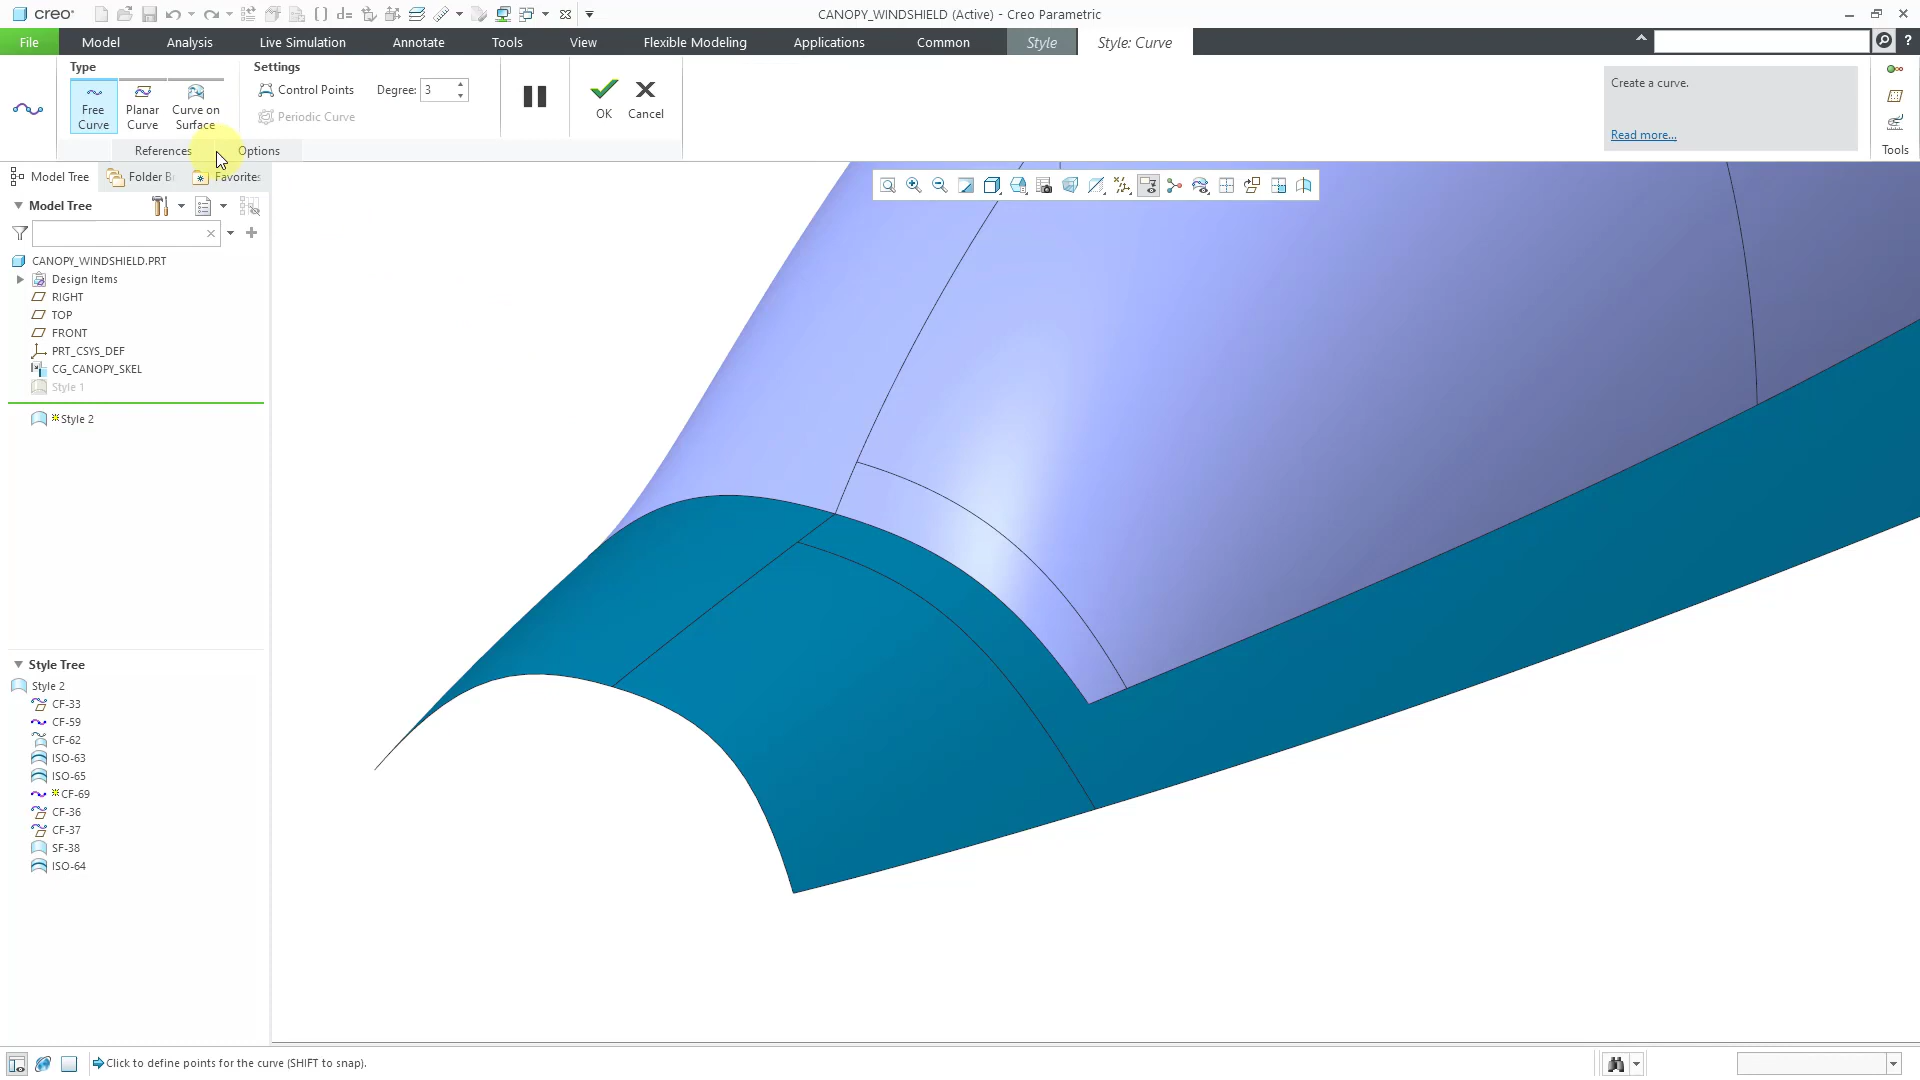 creo
CANOPY_WINDSHIELD (Active) - Creo Parametric
File
Model
Analysis
Live Simulation
Annotate
Tools
View
Flexible Modeling
Applications
Common
Style
Style: Curve
Type
Settings
Free Curve
Planar Curve
Curve on Surface
Control Points
Degree: 3
Periodic Curve
OK
Cancel
Create a curve.
Read more...
Tools
References
Options
Model Tree
Folder B
Favorites
Model Tree
CANOPY_WINDSHIELD.PRT
Design Items
RIGHT
TOP
FRONT
PRT_CSYS_DEF
CG_CANOPY_SKEL
Style 1
Style 2
Style Tree
Style 2
CF-33
CF-59
CF-62
ISO-63
ISO-65
CF-69
CF-36
CF-37
SF-38
ISO-64
Click to define points for the curve (SHIFT to snap).